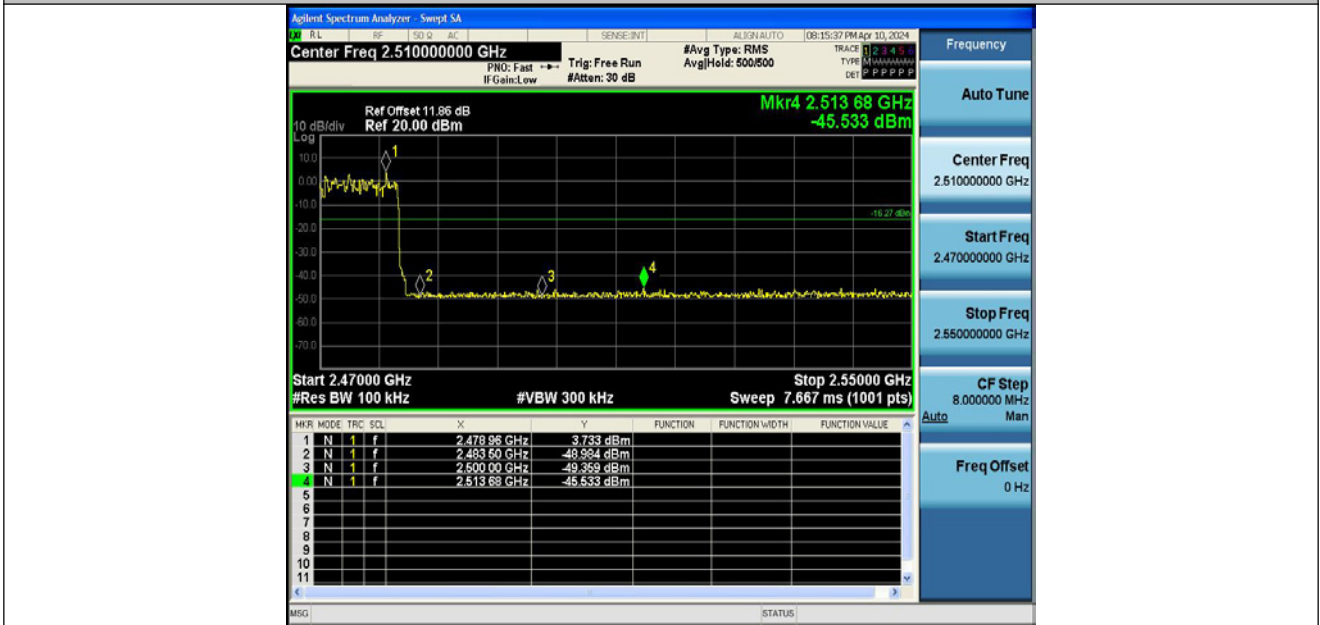 Agilent Spectrum Analyzer - Swept SA
RL RF 50 Ω AC SENSE:INT ALIGN AUTO 08:15:37 PM Apr 10, 2024
Center Freq 2.510000000 GHz
PNO: Fast
IFGain:Low
Trig: Free Run
#Atten: 30 dB
#Avg Type: RMS
Avg|Hold: 500/500
TRACE 1 2 3 4 5 6
TYPE M
DET P P P P P P
Ref Offset 11.86 dB
10 dB/div Ref 20.00 dBm
Log
Mkr4 2.513 68 GHz
-45.533 dBm
10.0
0.00
-10.0
-20.0
-30.0
-40.0
-50.0
-60.0
-70.0
1
2
3
4
-16.27 dBm
Start 2.47000 GHz Stop 2.55000 GHz
#Res BW 100 kHz #VBW 300 kHz Sweep 7.667 ms (1001 pts)
MKR MODE TRC SCL X Y FUNCTION FUNCTION WIDTH FUNCTION VALUE
1 N 1 f 2.478 96 GHz 3.733 dBm
2 N 1 f 2.483 50 GHz -48.984 dBm
3 N 1 f 2.500 00 GHz -49.359 dBm
4 N 1 f 2.513 68 GHz -45.533 dBm
5
6
7
8
9
10
11
MSG STATUS
Frequency
Auto Tune
Center Freq
2.510000000 GHz
Start Freq
2.470000000 GHz
Stop Freq
2.550000000 GHz
CF Step
8.000000 MHz
Auto Man
Freq Offset
0 Hz